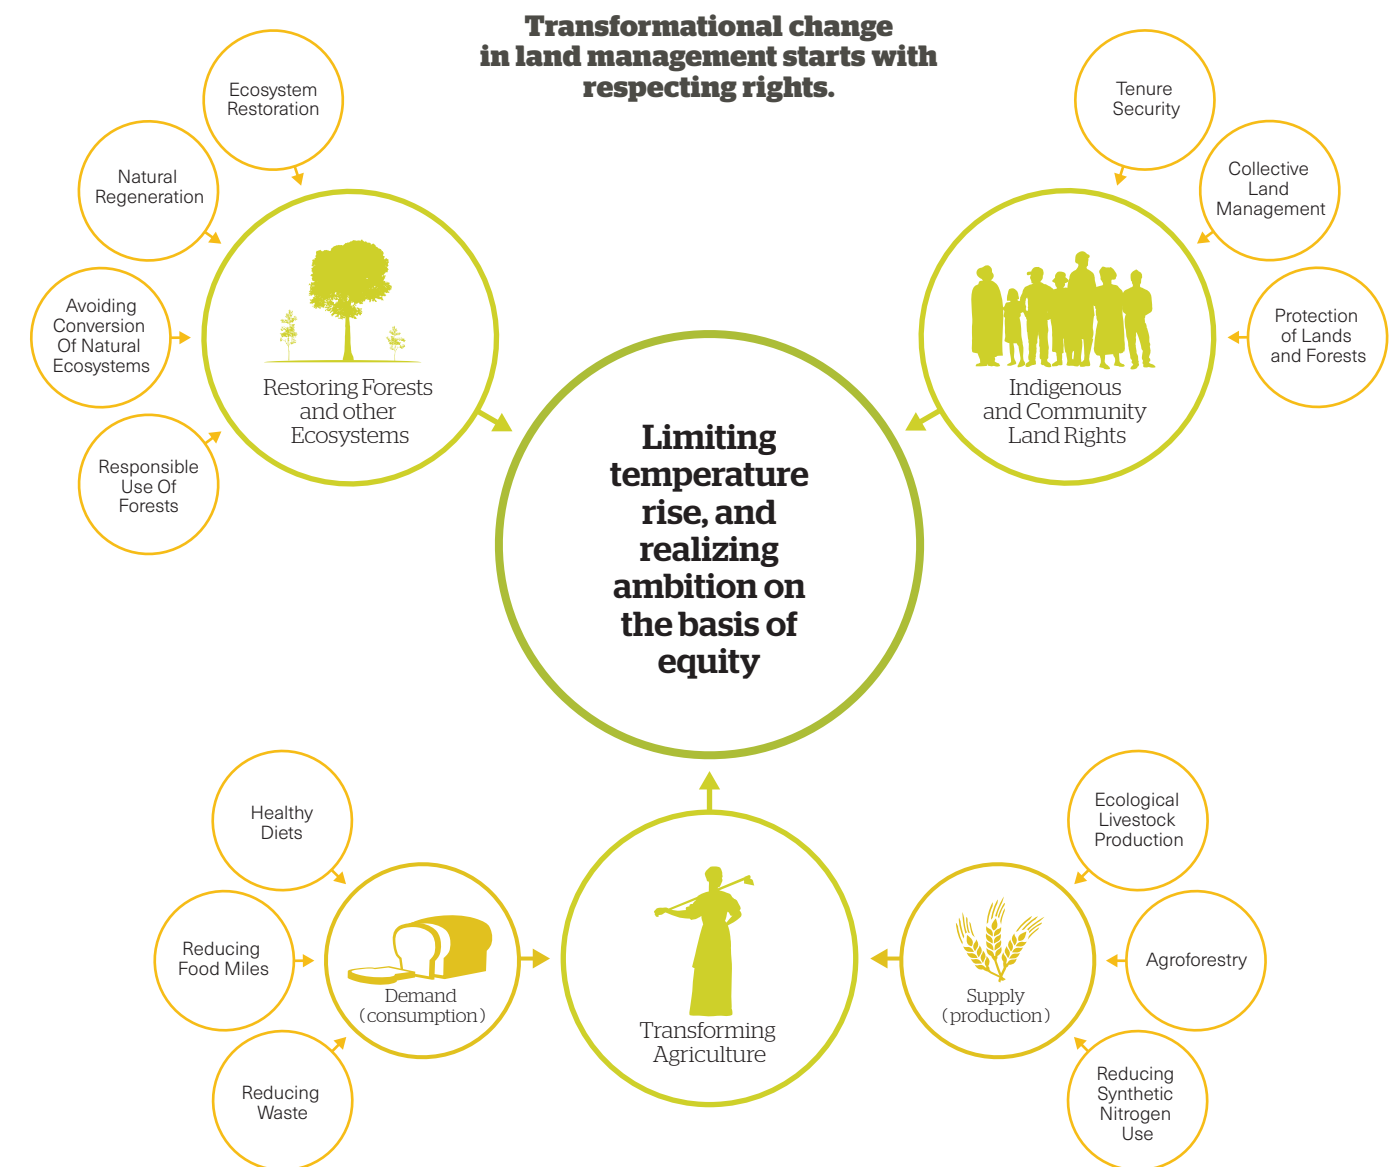 Transformational change
in land management starts with
respecting rights.
Ecosystem
Restoration
Natural
Regeneration
Avoiding
Conversion
Of Natural
Ecosystems
Responsible
Use Of
Forests
Restoring Forests
and other
Ecosystems
Tenure
Security
Collective
Land
Management
Protection
of Lands
and Forests
Indigenous
and Community
Land Rights
Limiting
temperature
rise, and
realizing
ambition on
the basis of
equity
Healthy
Diets
Reducing
Food Miles
Reducing
Waste
Demand
(consumption)
Transforming
Agriculture
Supply
(production)
Ecological
Livestock
Production
Agroforestry
Reducing
Synthetic
Nitrogen
Use